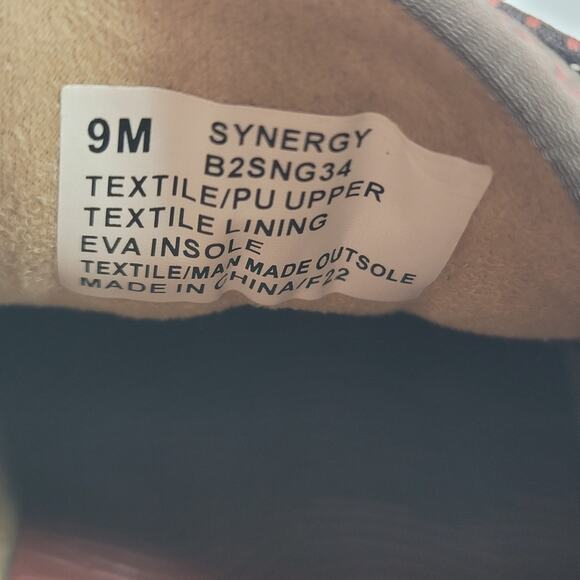 9M SYNERGY
B2SNG34
TEXTILE/PU UPPER
TEXTILE LINING
EVA INSOLE
TEXTILE/MAN MADE OUTSOLE
MADE IN CHINA/F22